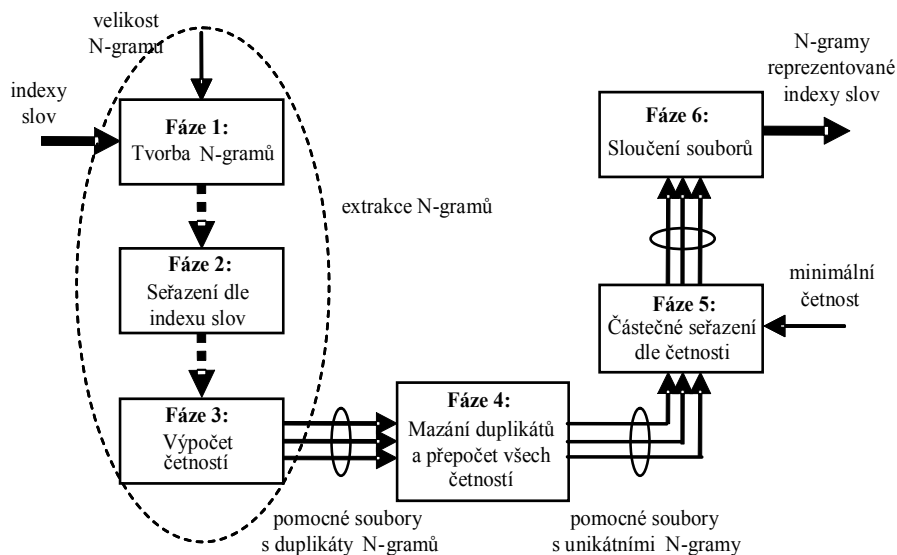 velikost
N-gramu
indexy
slov
Fáze 1:
Tvorba N-gramů
extrakce N-gramů
Fáze 2:
Seřazení dle
indexu slov
Fáze 3:
Výpočet
četností
pomocné soubory
s duplikáty N-gramů
Fáze 4:
Mazání duplikátů
a přepočet všech
četností
pomocné soubory
s unikátními N-gramy
Fáze 5:
Částečné seřazení
dle četnosti
minimální
četnost
Fáze 6:
Sloučení souborů
N-gramy
reprezentované
indexy slov